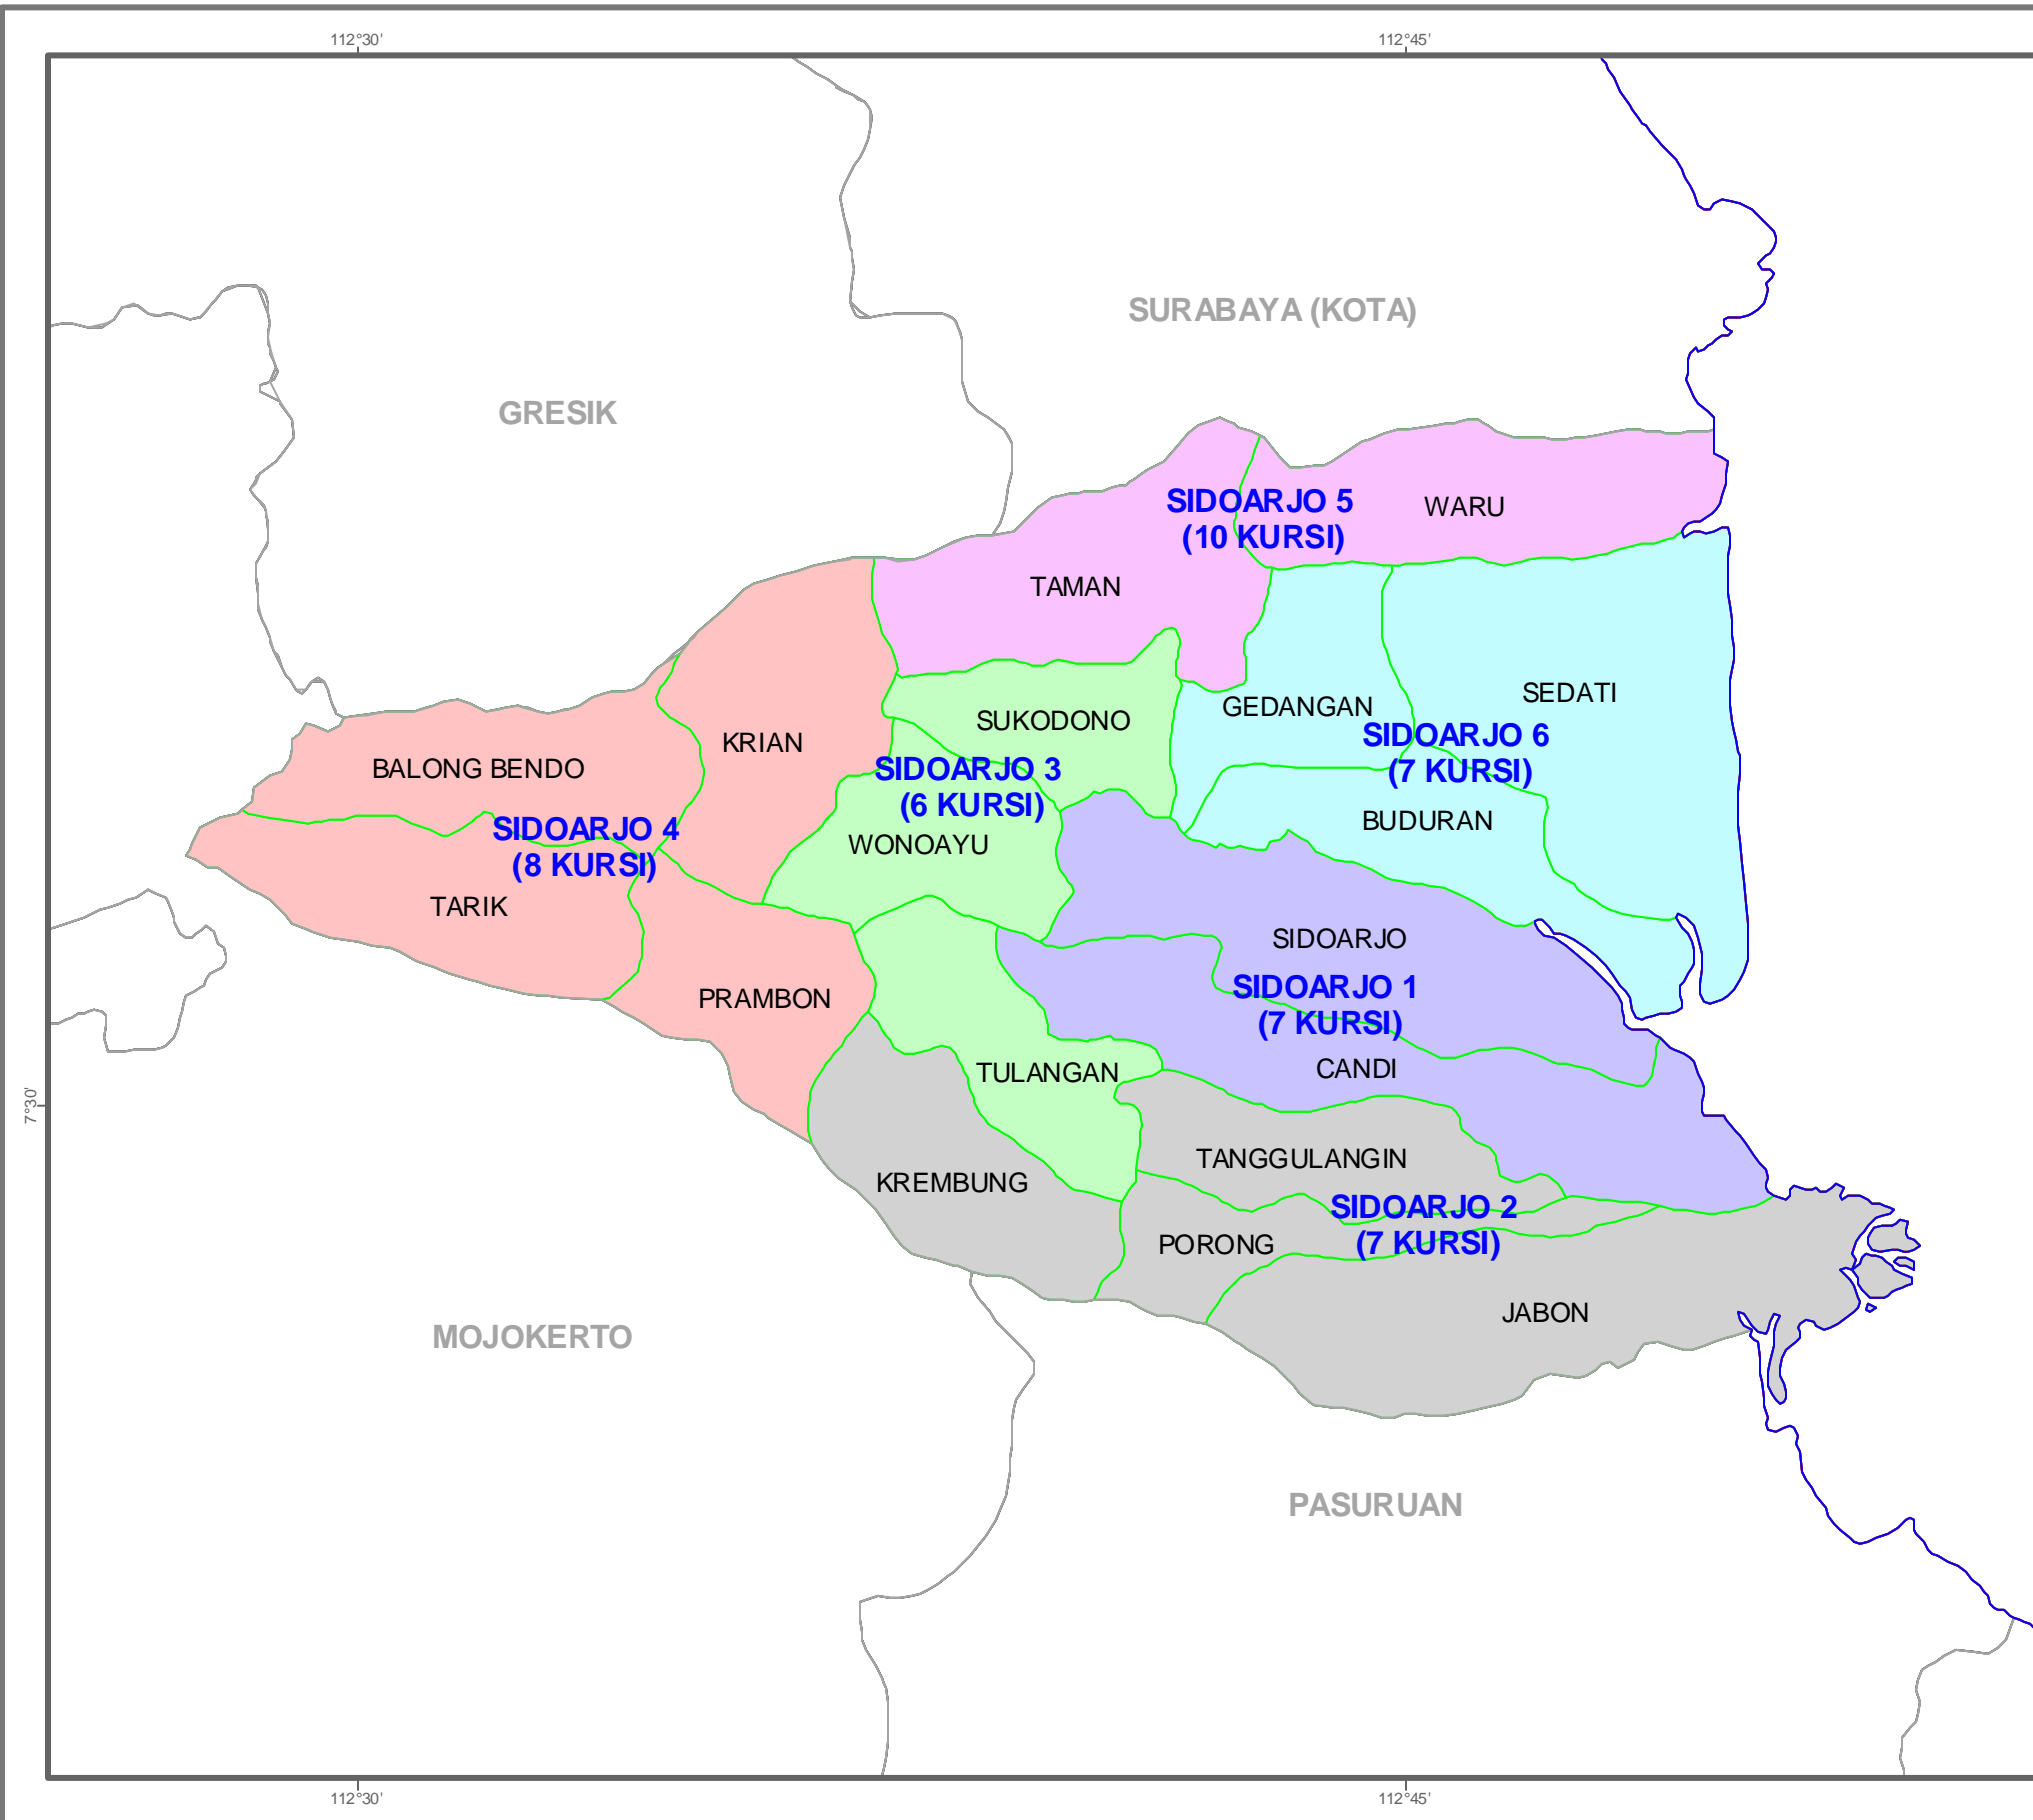 112°30'
112°45'
SURABAYA (KOTA)
GRESIK
SIDOARJO 5
(10 KURSI)
WARU
TAMAN
SEDATI
GEDANGAN
SUKODONO
KRIAN
SIDOARJO 6
(7 KURSI)
BALONG BENDO
SIDOARJO 3
(6 KURSI)
BUDURAN
SIDOARJO 4
(8 KURSI)
WONOAYU
TARIK
SIDOARJO
SIDOARJO 1
(7 KURSI)
PRAMBON
CANDI
TULANGAN
7°30'
TANGGULANGIN
KREMBUNG
SIDOARJO 2
(7 KURSI)
PORONG
JABON
MOJOKERTO
PASURUAN
112°30'
112°45'